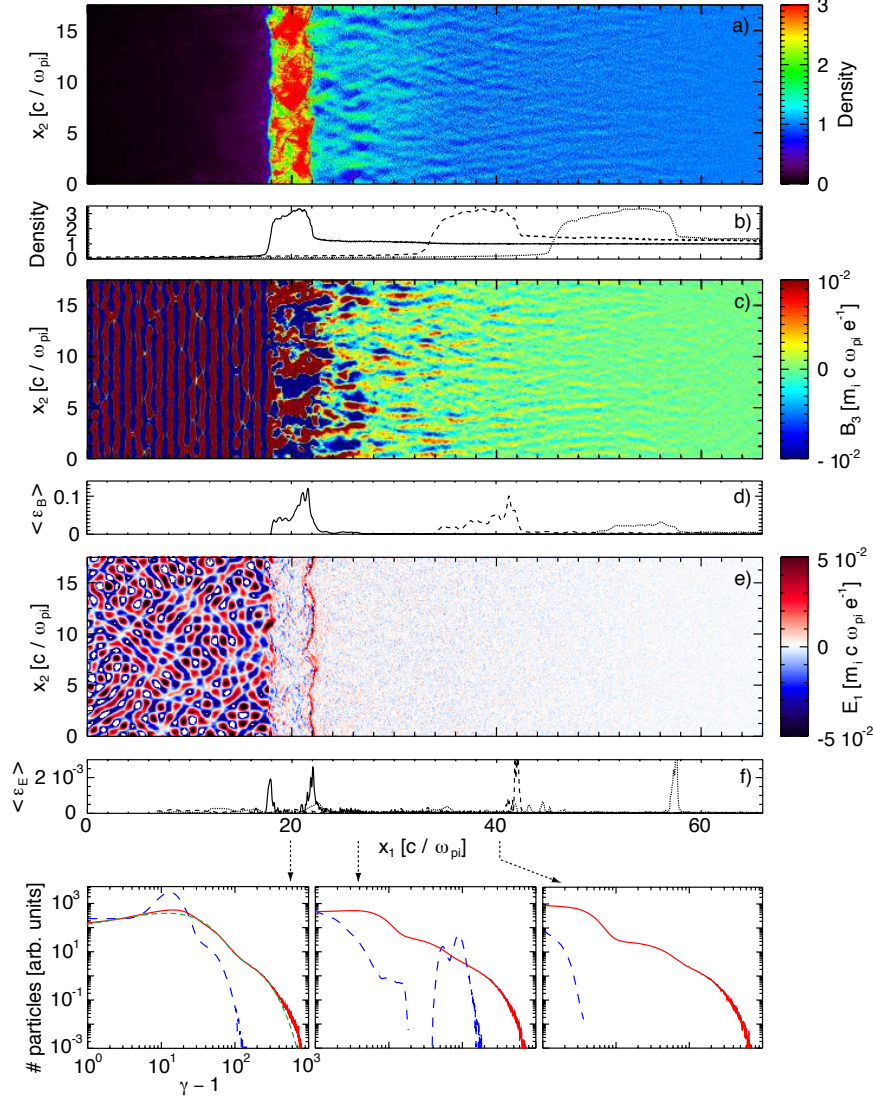 a)
x2 [c / ωpi]
15
10
5
0
3
2
1
0
Density
b)
Density
3
2
1
0
c)
x2 [c / ωpi]
15
10
5
0
10-2
0
- 10-2
B3 [mi c ωpi e-1]
d)
< εB >
0.1
0
e)
x2 [c / ωpi]
15
10
5
0
5 10-2
0
-5 10-2
E1 [mi c ωpi e-1]
f)
< εE >
2 10-3
0
0 20 40 60
x1 [c / ωpi]
# particles [arb. units]
103
101
10-1
10-3
100 101 102 103
γ - 1